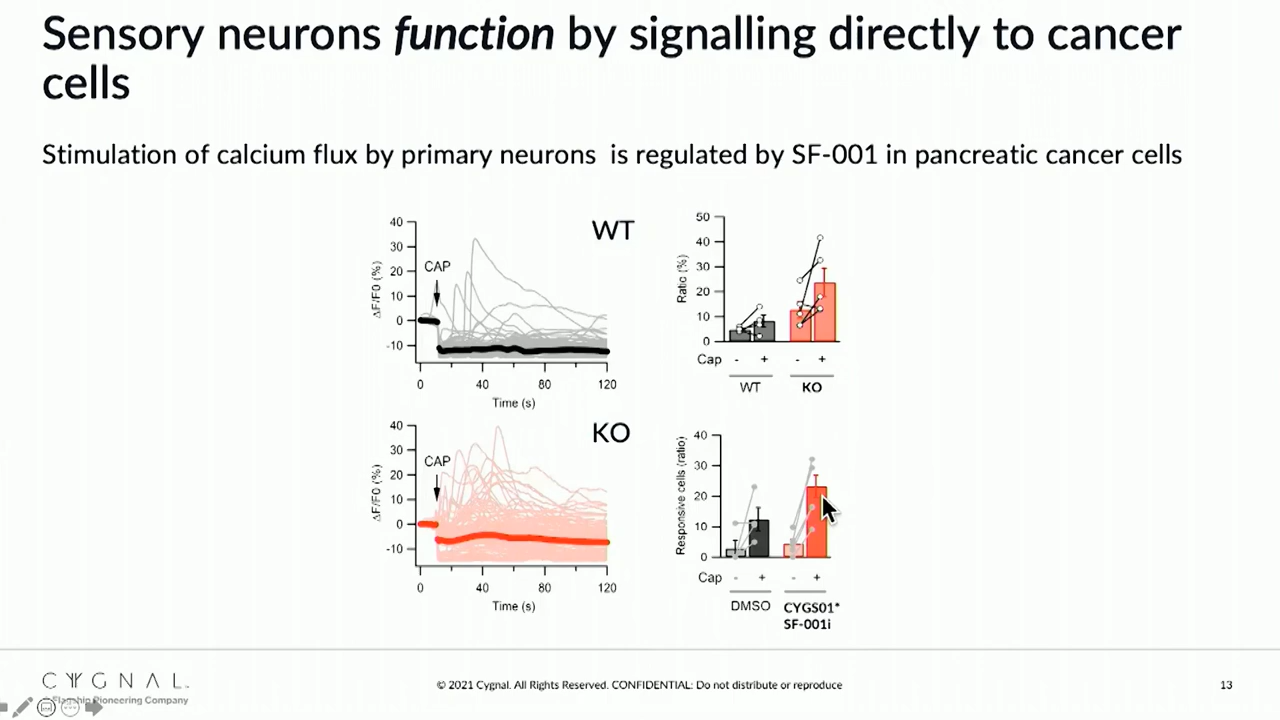 Sensory neurons function by signalling directly to cancer
cells
Stimulation of calcium flux by primary neurons is regulated by SF-001 in pancreatic cancer cells
WT
40
30
20
10
0
-10
ΔF/F0 (%)
CAP
0 40 80 120
Time (s)
50
40
30
20
10
0
Ratio (%)
Cap - + - +
WT KO
KO
40
30
20
10
0
-10
ΔF/F0 (%)
CAP
0 40 80 120
Time (s)
40
30
20
10
0
Responsive cells (ratio)
Cap - + - +
DMSO CYGS01*
SF-001i
CYGNAL
A Flagship Pioneering Company
© 2021 Cygnal. All Rights Reserved. CONFIDENTIAL: Do not distribute or reproduce
13